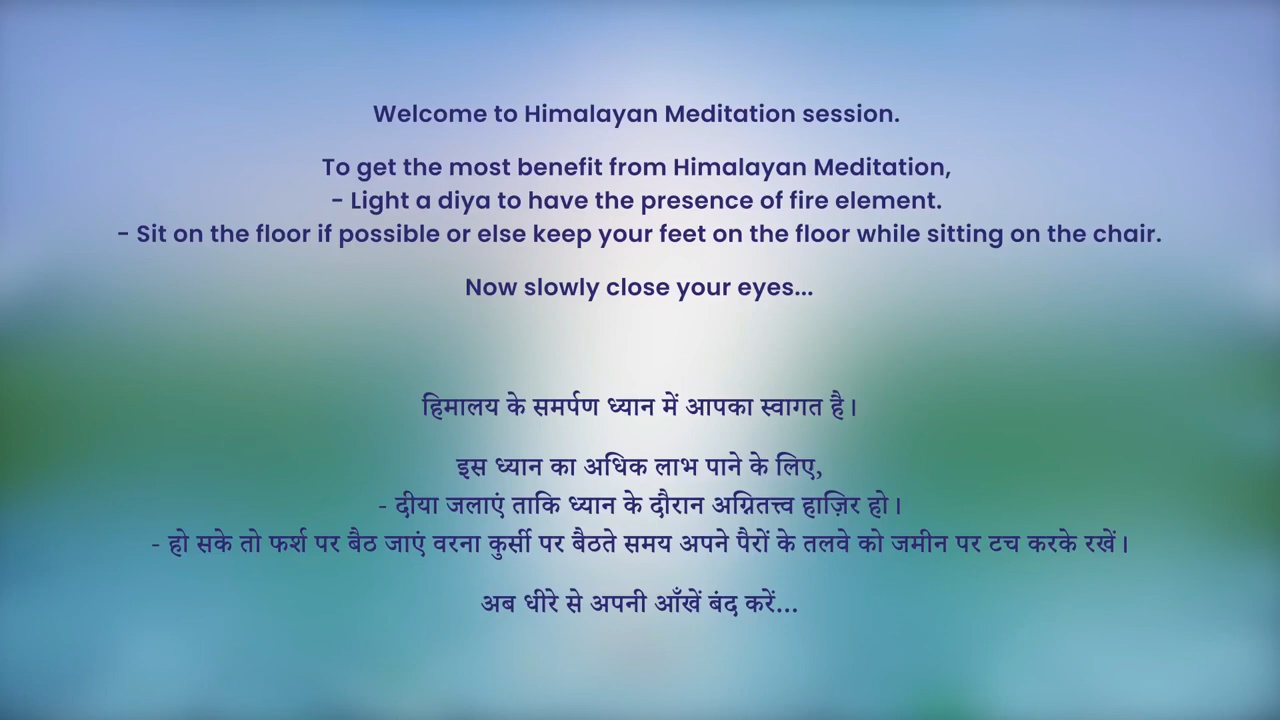 Welcome to Himalayan Meditation session.
To get the most benefit from Himalayan Meditation,
- Light a diya to have the presence of fire element.
- Sit on the floor if possible or else keep your feet on the floor while sitting on the chair.
Now slowly close your eyes...
हिमालय के समर्पण ध्यान में आपका स्वागत है।
इस ध्यान का अधिक लाभ पाने के लिए,
- दीया जलाएं ताकि ध्यान के दौरान अग्नितत्त्व हाज़िर हो।
- हो सके तो फर्श पर बैठ जाएं वरना कुर्सी पर बैठते समय अपने पैरों के तलवे को जमीन पर टच करके रखें।
अब धीरे से अपनी आँखें बंद करें...